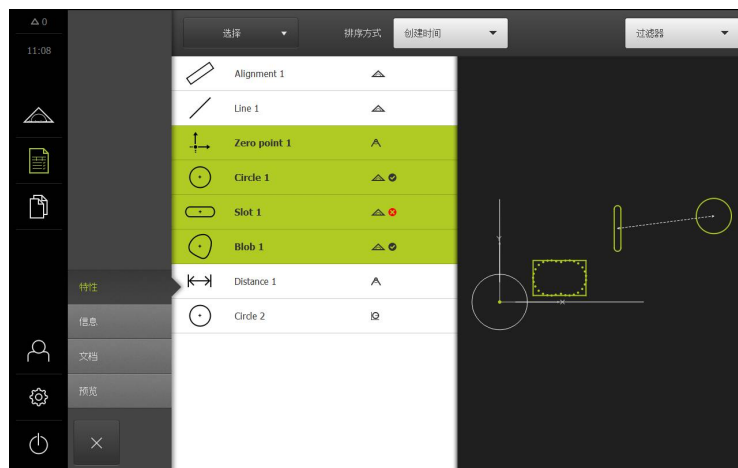 0
选择
排序方式
创建时间
过滤器
11:08
Alignment 1
Line 1
Zero point 1
Circle 1
Slot 1
Blob 1
Distance 1
Circle 2
特性
信息
文档
预览
Y
X